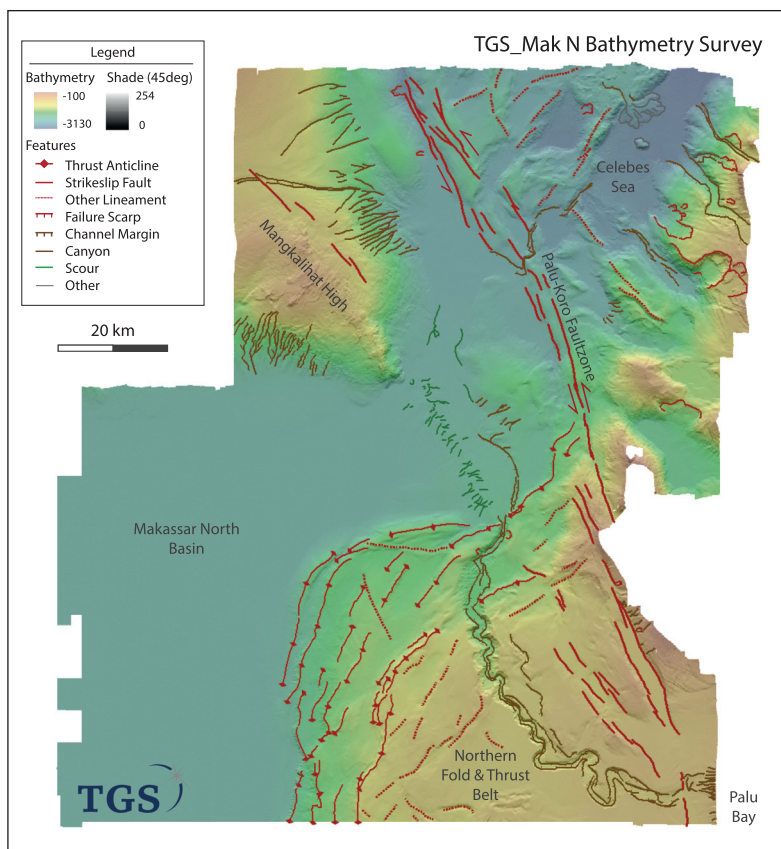 TGS_Mak N Bathymetry Survey
Legend
Bathymetry Shade (45deg)
-100
-3130
254
0
Features
Thrust Anticline
Strikeslip Fault
Other Lineament
Failure Scarp
Channel Margin
Canyon
Scour
Other
20 km
Celebes
Sea
Mangkalihat High
Palu-Koro Faultzone
Makassar North
Basin
Northern
Fold & Thrust
Belt
Palu
Bay
TGS